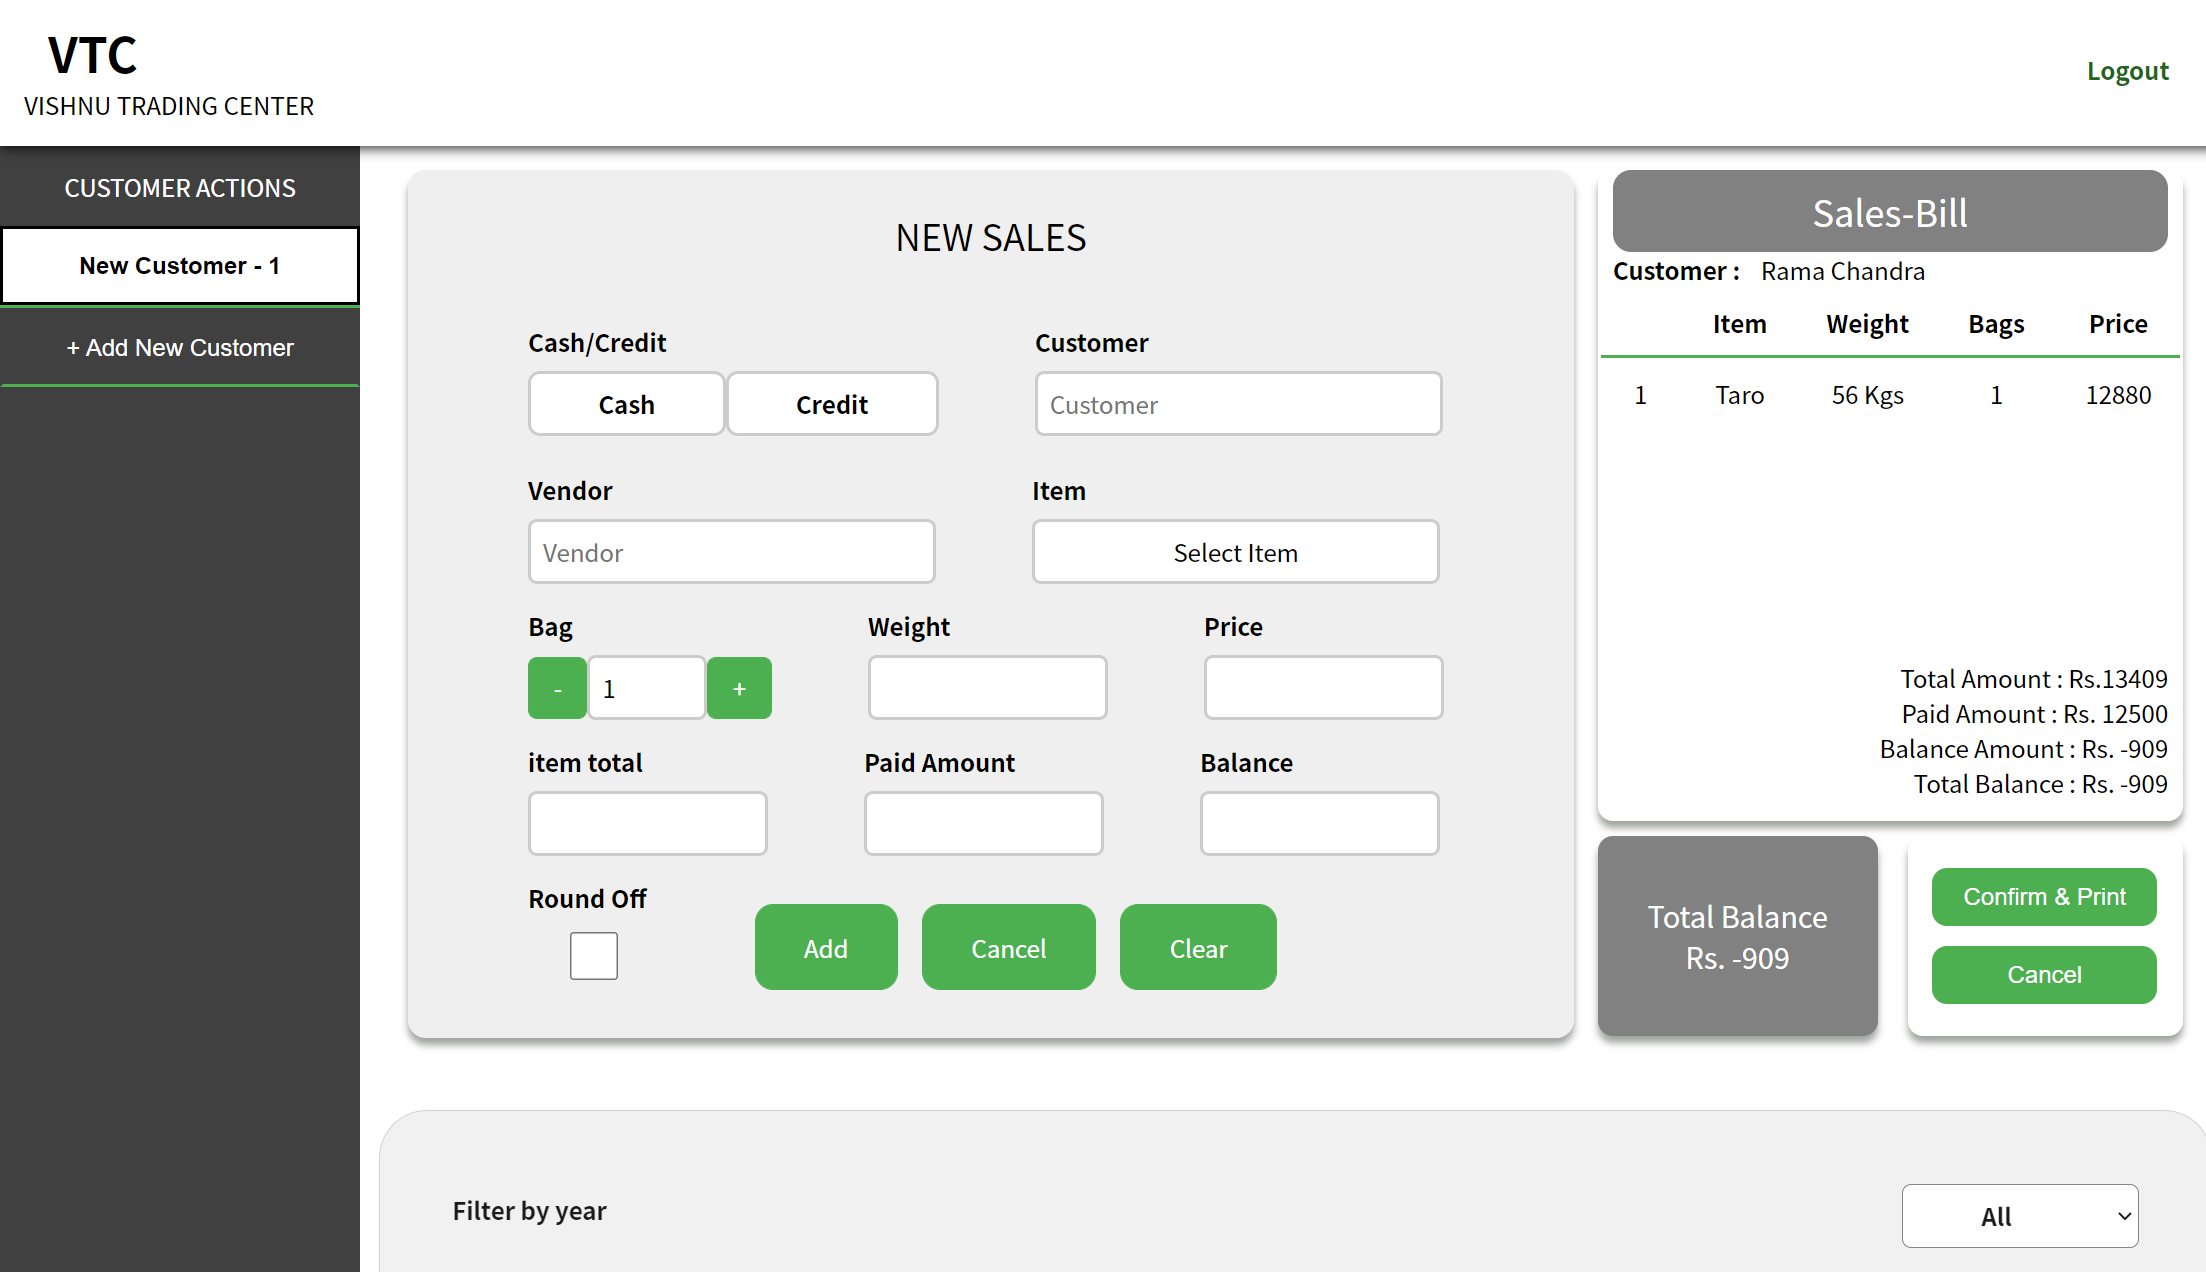 VTC
VISHNU TRADING CENTER
Logout
CUSTOMER ACTIONS
New Customer - 1
+ Add New Customer
NEW SALES
Cash/Credit
Customer
Cash
Credit
Customer
Vendor
Item
Vendor
Select Item
Bag
Weight
Price
-
1
+
item total
Paid Amount
Balance
Round Off
Add
Cancel
Clear
Sales-Bill
Customer : Rama Chandra
Item Weight Bags Price
1 Taro 56 Kgs 1 12880
Total Amount : Rs.13409
Paid Amount : Rs. 12500
Balance Amount : Rs. -909
Total Balance : Rs. -909
Total Balance
Rs. -909
Confirm & Print
Cancel
Filter by year
All